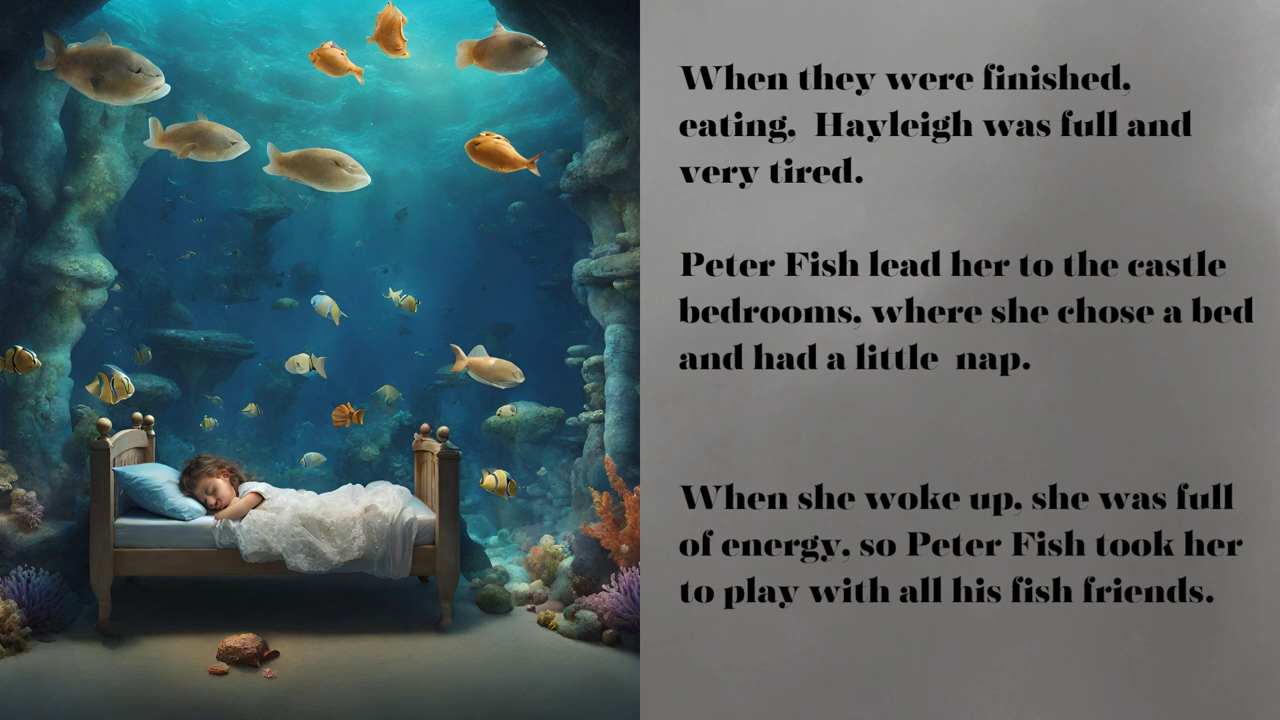 When they were finished,
eating.  Hayleigh was full and
very tired.
Peter Fish lead her to the castle
bedrooms, where she chose a bed
and had a little  nap.
When she woke up, she was full
of energy. so Peter Fish took her
to play with all his fish friends.